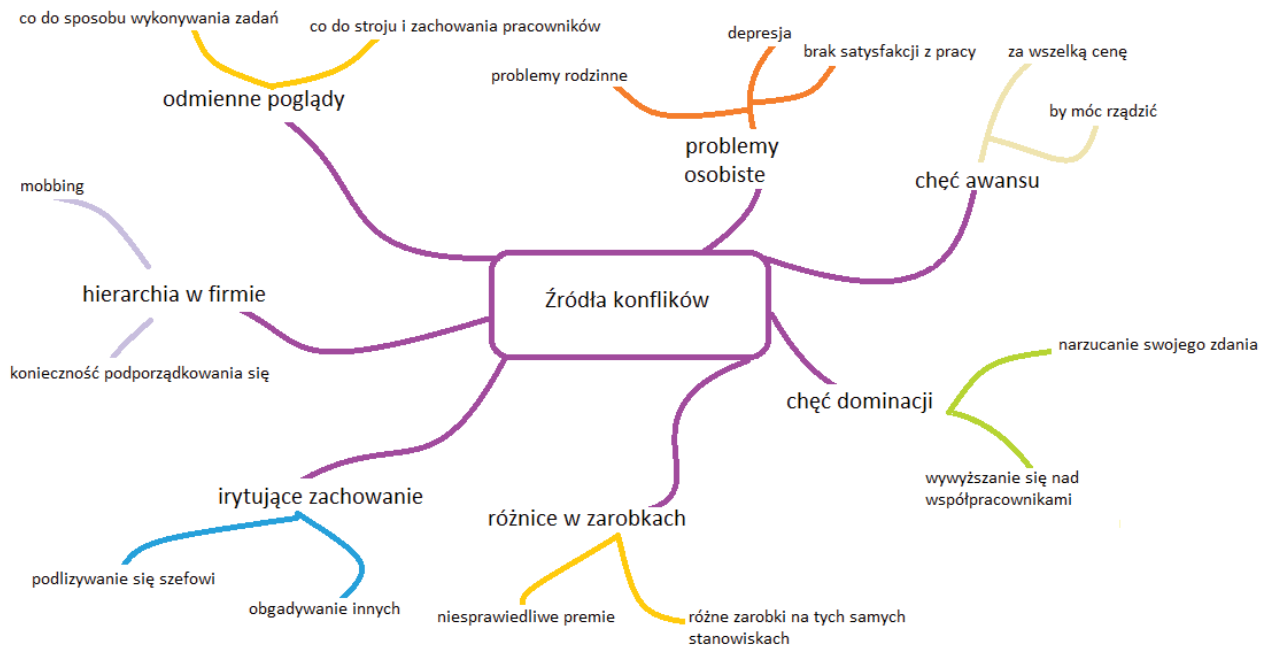 co do sposobu wykonywania zadań
co do stroju i zachowania pracowników
odmienne poglądy
depresja
brak satysfakcji z pracy
problemy rodzinne
problemy
osobiste
za wszelką cenę
by móc rządzić
chęć awansu
mobbing
hierarchia w firmie
konieczność podporządkowania się
Źródła konflików
narzucanie swojego zdania
chęć dominacji
wywyższanie się nad
współpracownikami
irytujące zachowanie
podlizywanie się szefowi
obgadywanie innych
różnice w zarobkach
niesprawiedliwe premie
różne zarobki na tych samych
stanowiskach